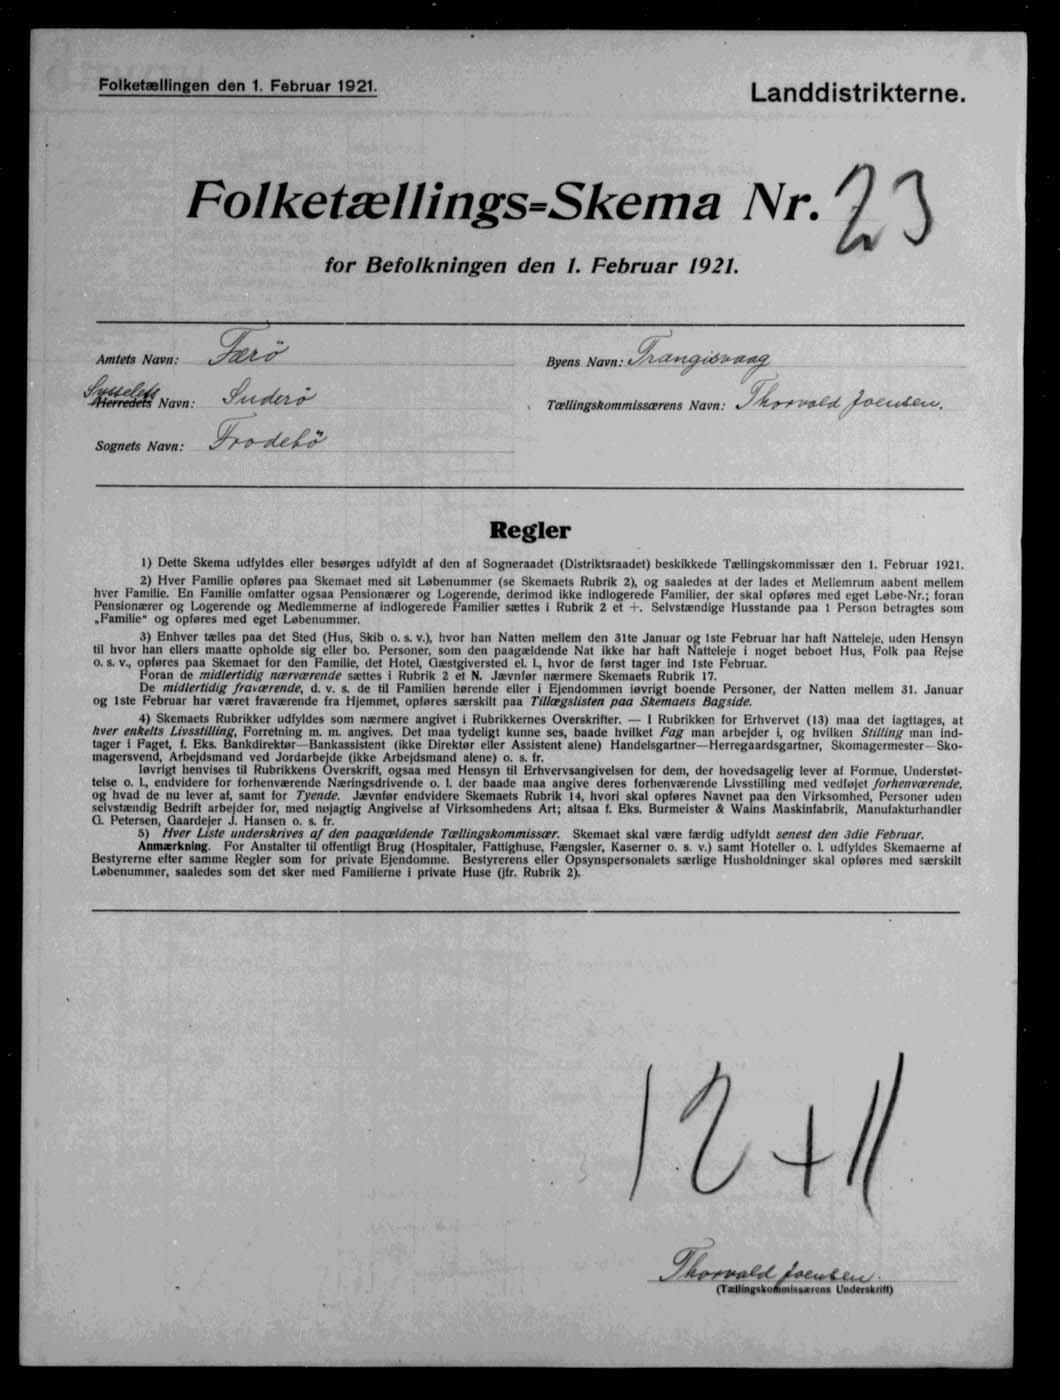 Folketællingen den 1. Februar 1921.
Landdistrikterne.
Folketællings=Skema Nr. 23
for Befolkningen den 1. Februar 1921.
Amtets Navn: Færö
Sysselets
Herredets Navn: Suderö
Sognets Navn: Frodebö
Byens Navn: Trangisvaag
Tællingskommissærens Navn: Thorvald Joensen.
Regler
1) Dette Skema udfyldes eller besørges udfyldt af den af Sogneraadet (Distriktsraadet) beskikkede Tællingskommissær den 1. Februar 1921.
2) Hver Familie opføres paa Skemaet med sit Løbenummer (se Skemaets Rubrik 2), og saaledes at der lades et Mellemrum aabent mellem
hver Familie. En Familie omfatter ogsaa Pensionærer og Logerende, derimod ikke indlogerede Familier, der skal opføres med eget Løbe-Nr.; foran
Pensionærer og Logerende og Medlemmerne af indlogerede Familier sættes i Rubrik 2 et +. Selvstændige Husstande paa 1 Person betragtes som
„Familie“ og opføres med eget Løbenummer.
3) Enhver tælles paa det Sted (Hus, Skib o. s. v.), hvor han Natten mellem den 31te Januar og 1ste Februar har haft Natteleje, uden Hensyn
til hvor han ellers maatte opholde sig eller bo. Personer, som den paagældende Nat ikke har haft Natteleje i noget beboet Hus, Folk paa Rejse
o. s. v., opføres paa Skemaet for den Familie, det Hotel, Gæstgiversted el. l., hvor de først tager ind 1ste Februar.
Foran de midlertidig nærværende sættes i Rubrik 2 et N. Jævnfør nærmere Skemaets Rubrik 17.
De midlertidig fraværende, d. v. s. de til Familien hørende eller i Ejendommen iøvrigt boende Personer, der Natten mellem 31. Januar
og 1ste Februar har været fraværende fra Hjemmet, opføres særskilt paa Tillægslisten paa Skemaets Bagside.
4) Skemaets Rubrikker udfyldes som nærmere angivet i Rubrikkernes Overskrifter. — I Rubrikken for Erhvervet (13) maa det iagttages, at
hver enkelts Livsstilling, Forretning m. m. angives. Det maa tydeligt kunne ses, baade hvilket Fag man arbejder i, og hvilken Stilling man ind-
tager i Faget, f. Eks. Bankdirektør—Bankassistent (ikke Direktør eller Assistent alene) Handelsgartner—Herregaardsgartner, Skomagermester—Sko-
magersvend, Arbejdsmand ved Jordarbejde (ikke Arbejdsmand alene) o. s. fr.
Iøvrigt henvises til Rubrikkens Overskrift, ogsaa med Hensyn til Erhvervsangivelsen for dem, der hovedsagelig lever af Formue, Understøt-
telse o. l., endvidere for forhenværende Næringsdrivende o. l. der baade maa angive deres forhenværende Livsstilling med vedføjet forhenværende,
og hvad de nu lever af, samt for Tyende. Jævnfør endvidere Skemaets Rubrik 14, hvori skal opføres Navnet paa den Virksomhed, Personer uden
selvstændig Bedrift arbejder for, med nøjagtig Angivelse af Virksomhedens Art; altsaa f. Eks. Burmeister & Wains Maskinfabrik, Manufakturhandler
G. Petersen, Gaardejer J. Hansen o. s. fr.
5) Hver Liste underskrives af den paagældende Tællingskommissær. Skemaet skal være færdig udfyldt senest den 3die Februar.
Anmærkning. For Anstalter til offentligt Brug (Hospitaler, Fattighuse, Fængsler, Kaserner o. s. v.) samt Hoteller o. l. udfyldes Skemaerne af
Bestyrerne efter samme Regler som for private Ejendomme. Bestyrerens eller Opsynspersonalets særlige Husholdninger skal opføres med særskilt
Løbenummer, saaledes som det sker med Familierne i private Huse (jfr. Rubrik 2).
12+11
Thorvald Joensen.
(Tællingskommissærens Underskrift)